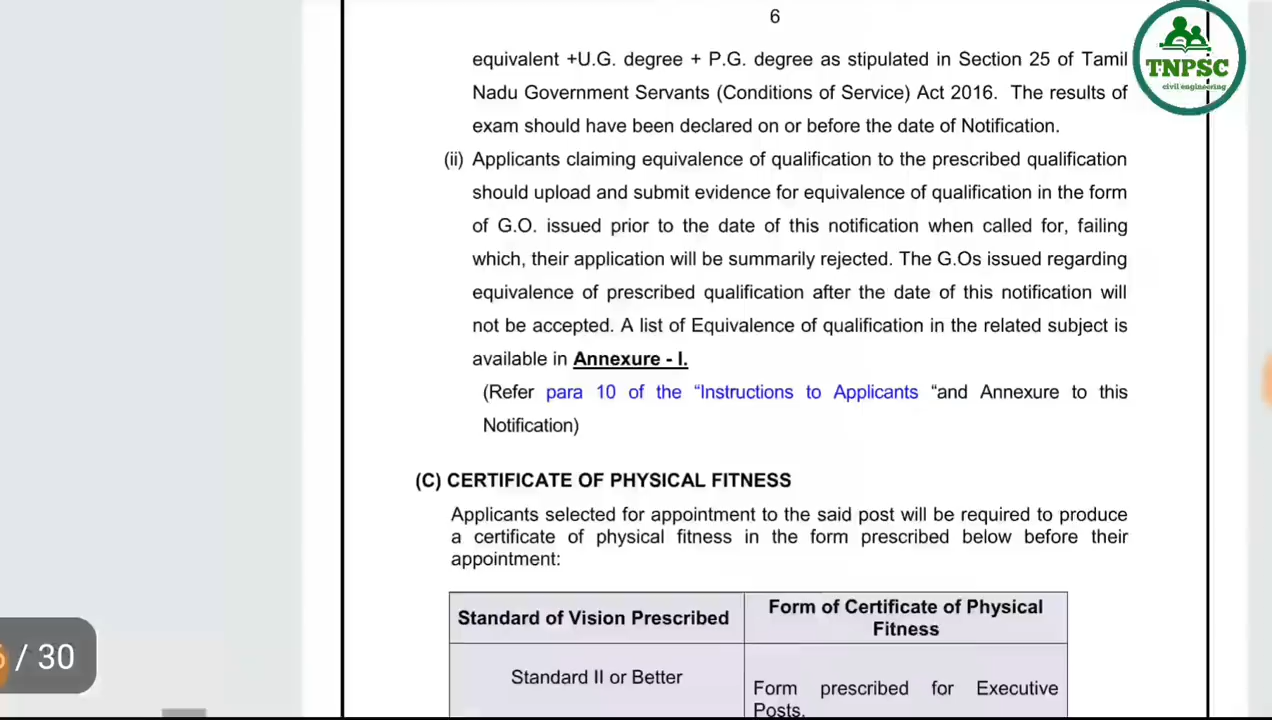 6
equivalent +U.G. degree + P.G. degree as stipulated in Section 25 of Tamil
Nadu Government Servants (Conditions of Service) Act 2016. The results of
exam should have been declared on or before the date of Notification.
(ii) Applicants claiming equivalence of qualification to the prescribed qualification
should upload and submit evidence for equivalence of qualification in the form
of G.O. issued prior to the date of this notification when called for, failing
which, their application will be summarily rejected. The G.Os issued regarding
equivalence of prescribed qualification after the date of this notification will
not be accepted. A list of Equivalence of qualification in the related subject is
available in Annexure - I.
(Refer para 10 of the “Instructions to Applicants “and Annexure to this
Notification)
(C) CERTIFICATE OF PHYSICAL FITNESS
Applicants selected for appointment to the said post will be required to produce
a certificate of physical fitness in the form prescribed below before their
appointment:
Standard of Vision Prescribed
Form of Certificate of Physical
Fitness
Standard II or Better
Form prescribed for Executive
Posts.
TNPSC
civil engineering
6 / 30